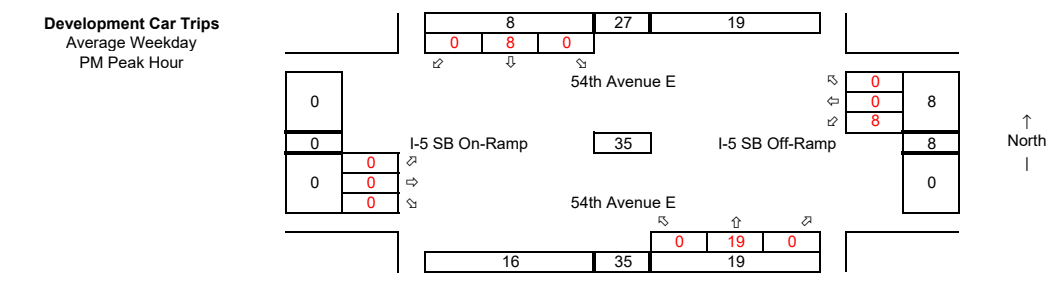 Development Car Trips
Average Weekday
PM Peak Hour
8 27 19
0 8 0
⬃ ⇩ ⬂
54th Avenue E
⬁ 0
0 ⇦ 0 8
⬃ 8
0 I-5 SB On-Ramp 35 I-5 SB Off-Ramp 8
0 ⬀
0 0 ⇨ 0
0 ⬂
54th Avenue E
⬁ ⇧ ⬀
0 19 0
16 35 19
↑
North
|